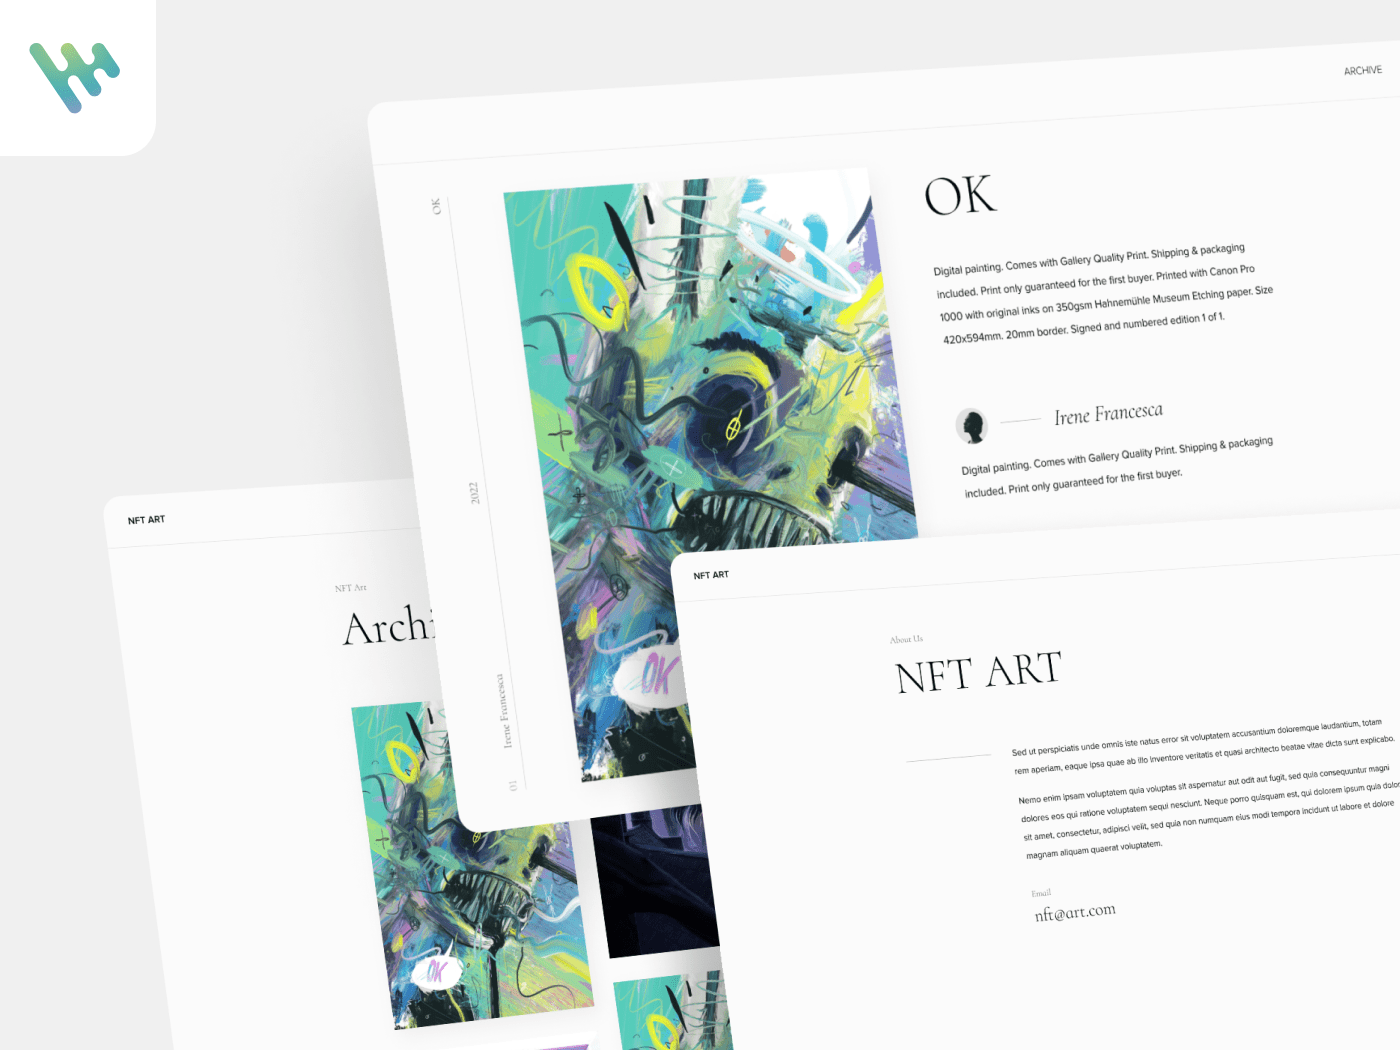 ARCHIVE
OK
2022
Irene Francesca
01
OK
Digital painting. Comes with Gallery Quality Print. Shipping & packaging
included. Print only guaranteed for the first buyer. Printed with Canon Pro
1000 with original inks on 350gsm Hahnemühle Museum Etching paper. Size
420x594mm. 20mm border. Signed and numbered edition 1 of 1.
Irene Francesca
Digital painting. Comes with Gallery Quality Print. Shipping & packaging
included. Print only guaranteed for the first buyer.
OK
NFT ART
NFT Art
Archi
OK
NFT ART
About Us
NFT ART
Sed ut perspiciatis unde omnis iste natus error sit voluptatem accusantium doloremque laudantium, totam
rem aperiam, eaque ipsa quae ab illo inventore veritatis et quasi architecto beatae vitae dicta sunt explicabo.
Nemo enim ipsam voluptatem quia voluptas sit aspernatur aut odit aut fugit, sed quia consequuntur magni
dolores eos qui ratione voluptatem sequi nesciunt. Neque porro quisquam est, qui dolorem ipsum quia dolor
sit amet, consectetur, adipisci velit, sed quia non numquam eius modi tempora incidunt ut labore et dolore
magnam aliquam quaerat voluptatem.
Email
nft@art.com